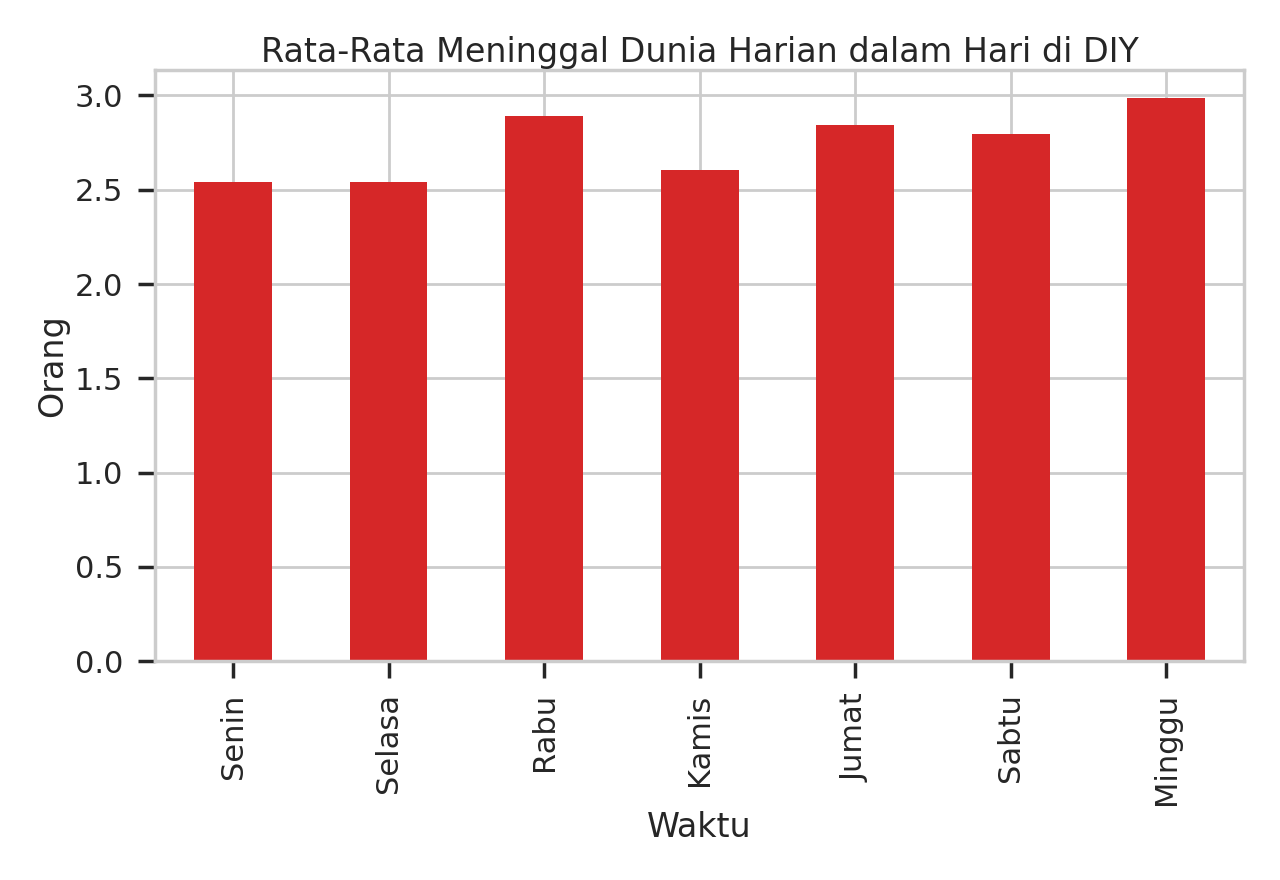 Rata-Rata Meninggal Dunia Harian dalam Hari di DIY
3.0
2.5
2.0
1.5
1.0
0.5
0.0
Orang
Senin
Selasa
Rabu
Kamis
Jumat
Sabtu
Minggu
Waktu